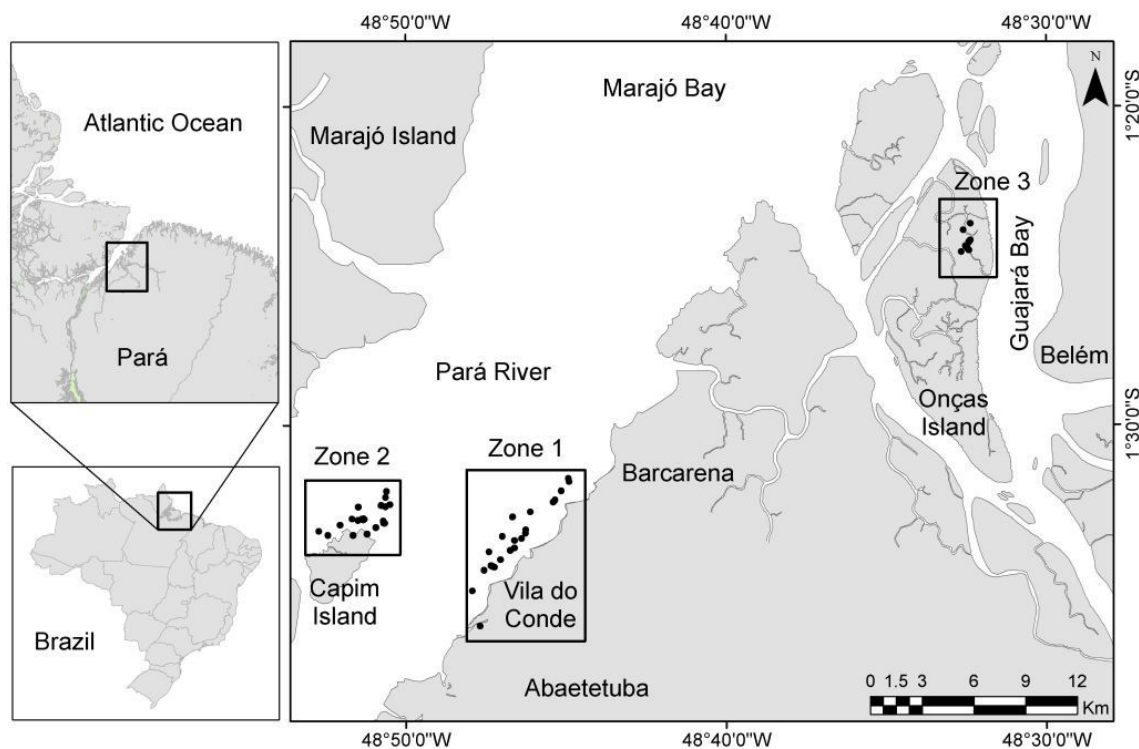 48°50'0"W
48°40'0"W
48°30'0"W
Atlantic Ocean
Pará
Brazil
Marajó Bay
Marajó Island
N
1°20'0"S
Zone 3
Guajará Bay
Belém
Pará River
Onças
Island
1°30'0"S
Zone 2
Zone 1
Barcarena
Capim
Island
Vila do
Conde
Abaetetuba
0 1.5 3 6 9 12
Km
48°50'0"W
48°40'0"W
48°30'0"W